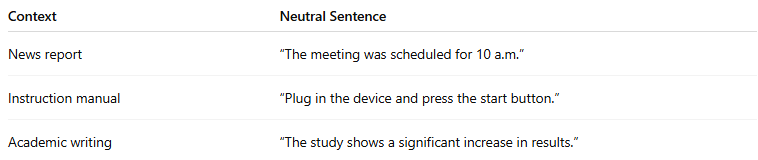 Context Neutral Sentence
News report “The meeting was scheduled for 10 a.m.”
Instruction manual “Plug in the device and press the start button.”
Academic writing “The study shows a significant increase in results.”